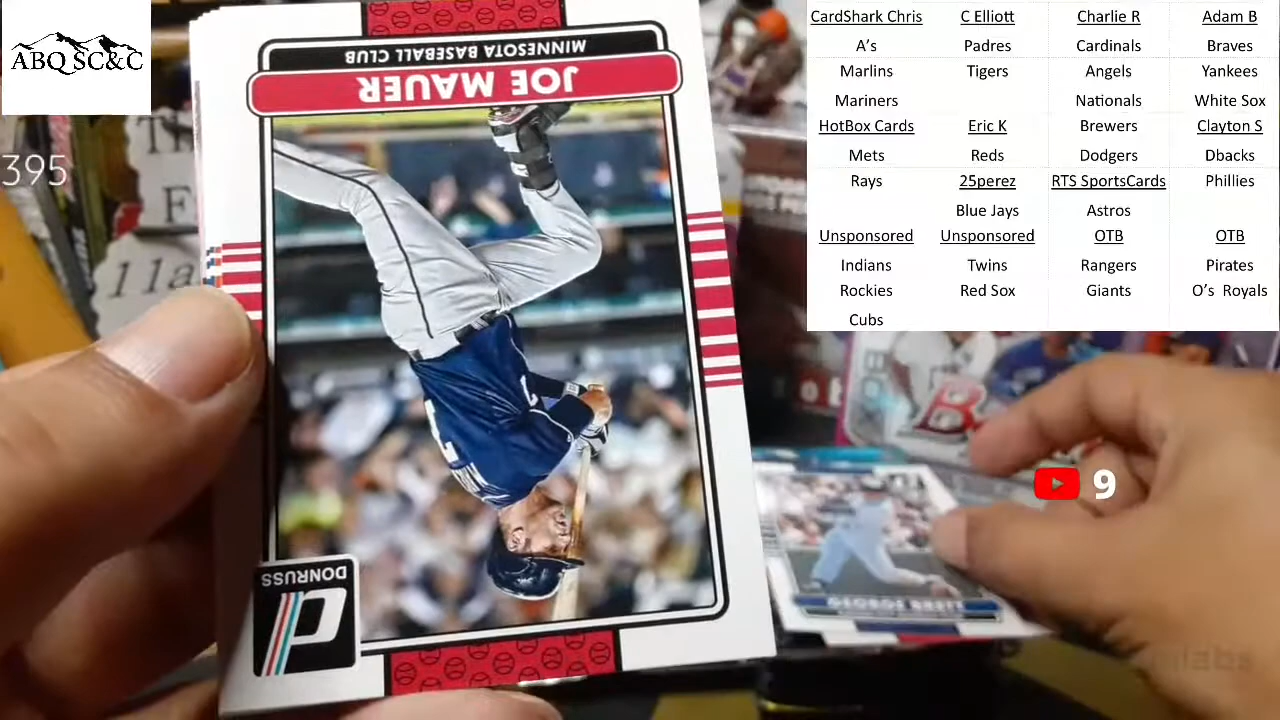 ABQ SC&C
395
CardShark Chris C Elliott Charlie R Adam B
A's Padres Cardinals Braves
Marlins Tigers Angels Yankees
Mariners Nationals White Sox
HotBox Cards Eric K Brewers Clayton S
Mets Reds Dodgers Dbacks
Rays 25perez RTS SportsCards Phillies
Blue Jays Astros
Unsponsored Unsponsored OTB OTB
Indians Twins Rangers Pirates
Rockies Red Sox Giants O's Royals
Cubs
MINNESOTA BASEBALL CLUB
JOE MAUER
DONRUSS
9
B
GEORGE BRETT